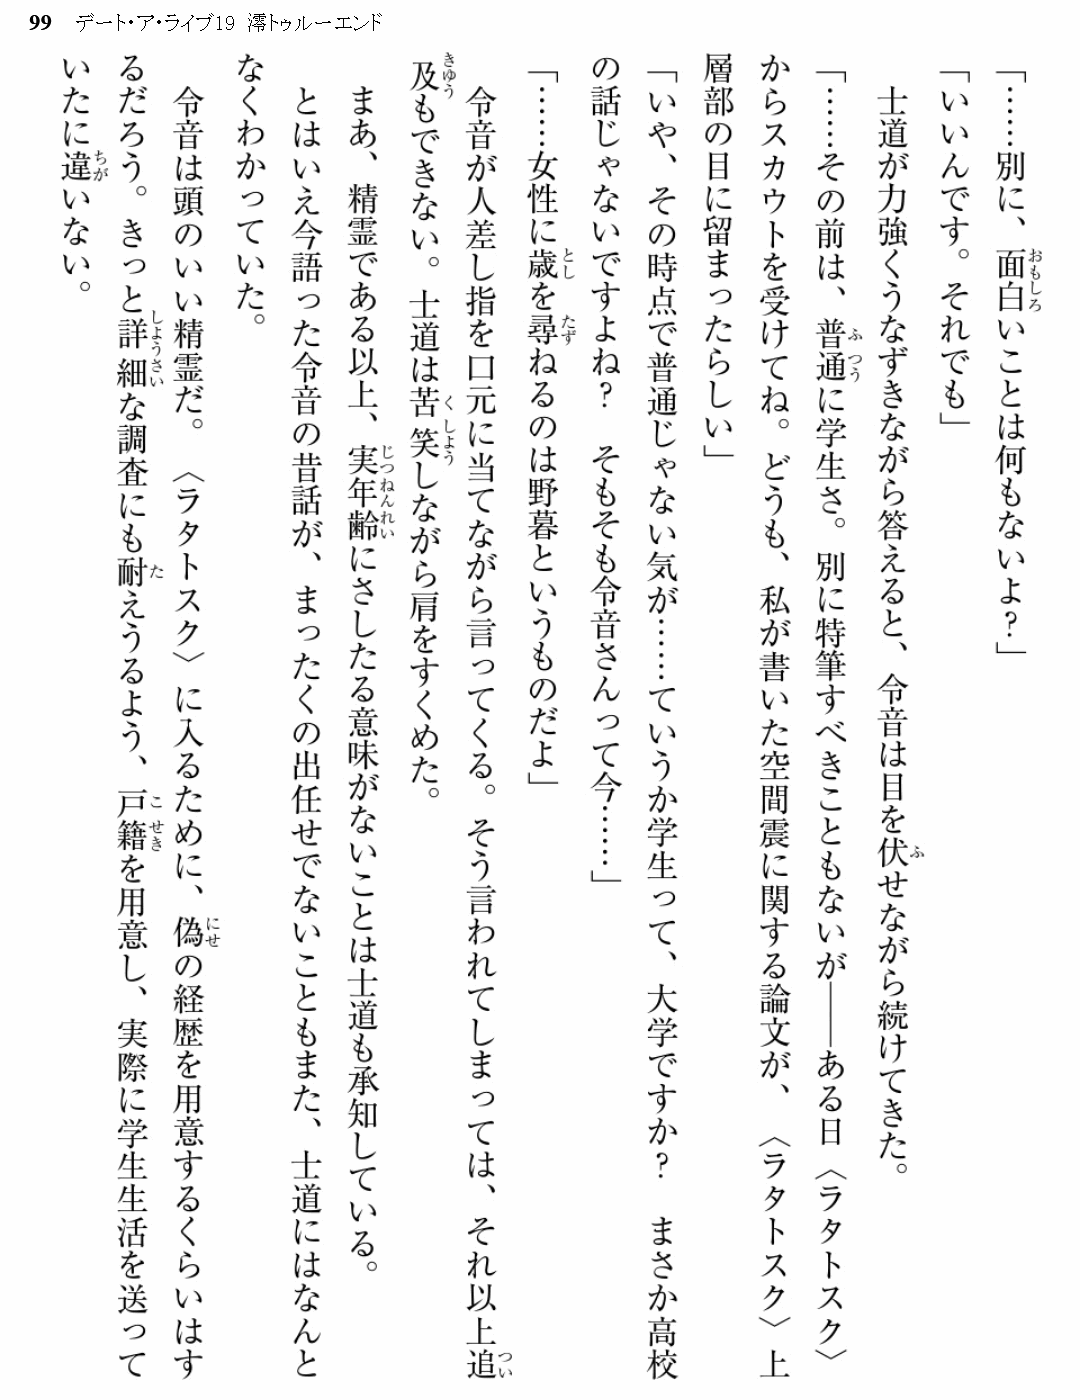 99 デート・ア・ライブ19 澪トゥルーエンド
「……別に、面白いことは何もないよ？」
「いいんです。それでも」
士道が力強くうなずきながら答えると、令音は目を伏せながら続けてきた。
「……その前は、普通に学生さ。別に特筆すべきこともないが――ある日〈ラタトスク〉
からスカウトを受けてね。どうも、私が書いた空間震に関する論文が、〈ラタトスク〉上
層部の目に留まったらしい」
「いや、その時点で普通じゃない気が……ていうか学生って、大学ですか？　まさか高校
の話じゃないですよね？　そもそも令音さんって今……」
「……女性に歳を尋ねるのは野暮というものだよ」
令音が人差し指を口元に当てながら言ってくる。そう言われてしまっては、それ以上追
及もできない。士道は苦笑しながら肩をすくめた。
まあ、精霊である以上、実年齢にさしたる意味がないことは士道も承知している。
とはいえ今語った令音の昔話が、まったくの出任せでないこともまた、士道にはなんと
なくわかっていた。
令音は頭のいい精霊だ。〈ラタトスク〉に入るために、偽の経歴を用意するくらいはす
るだろう。きっと詳細な調査にも耐えうるよう、戸籍を用意し、実際に学生生活を送って
いたに違いない。